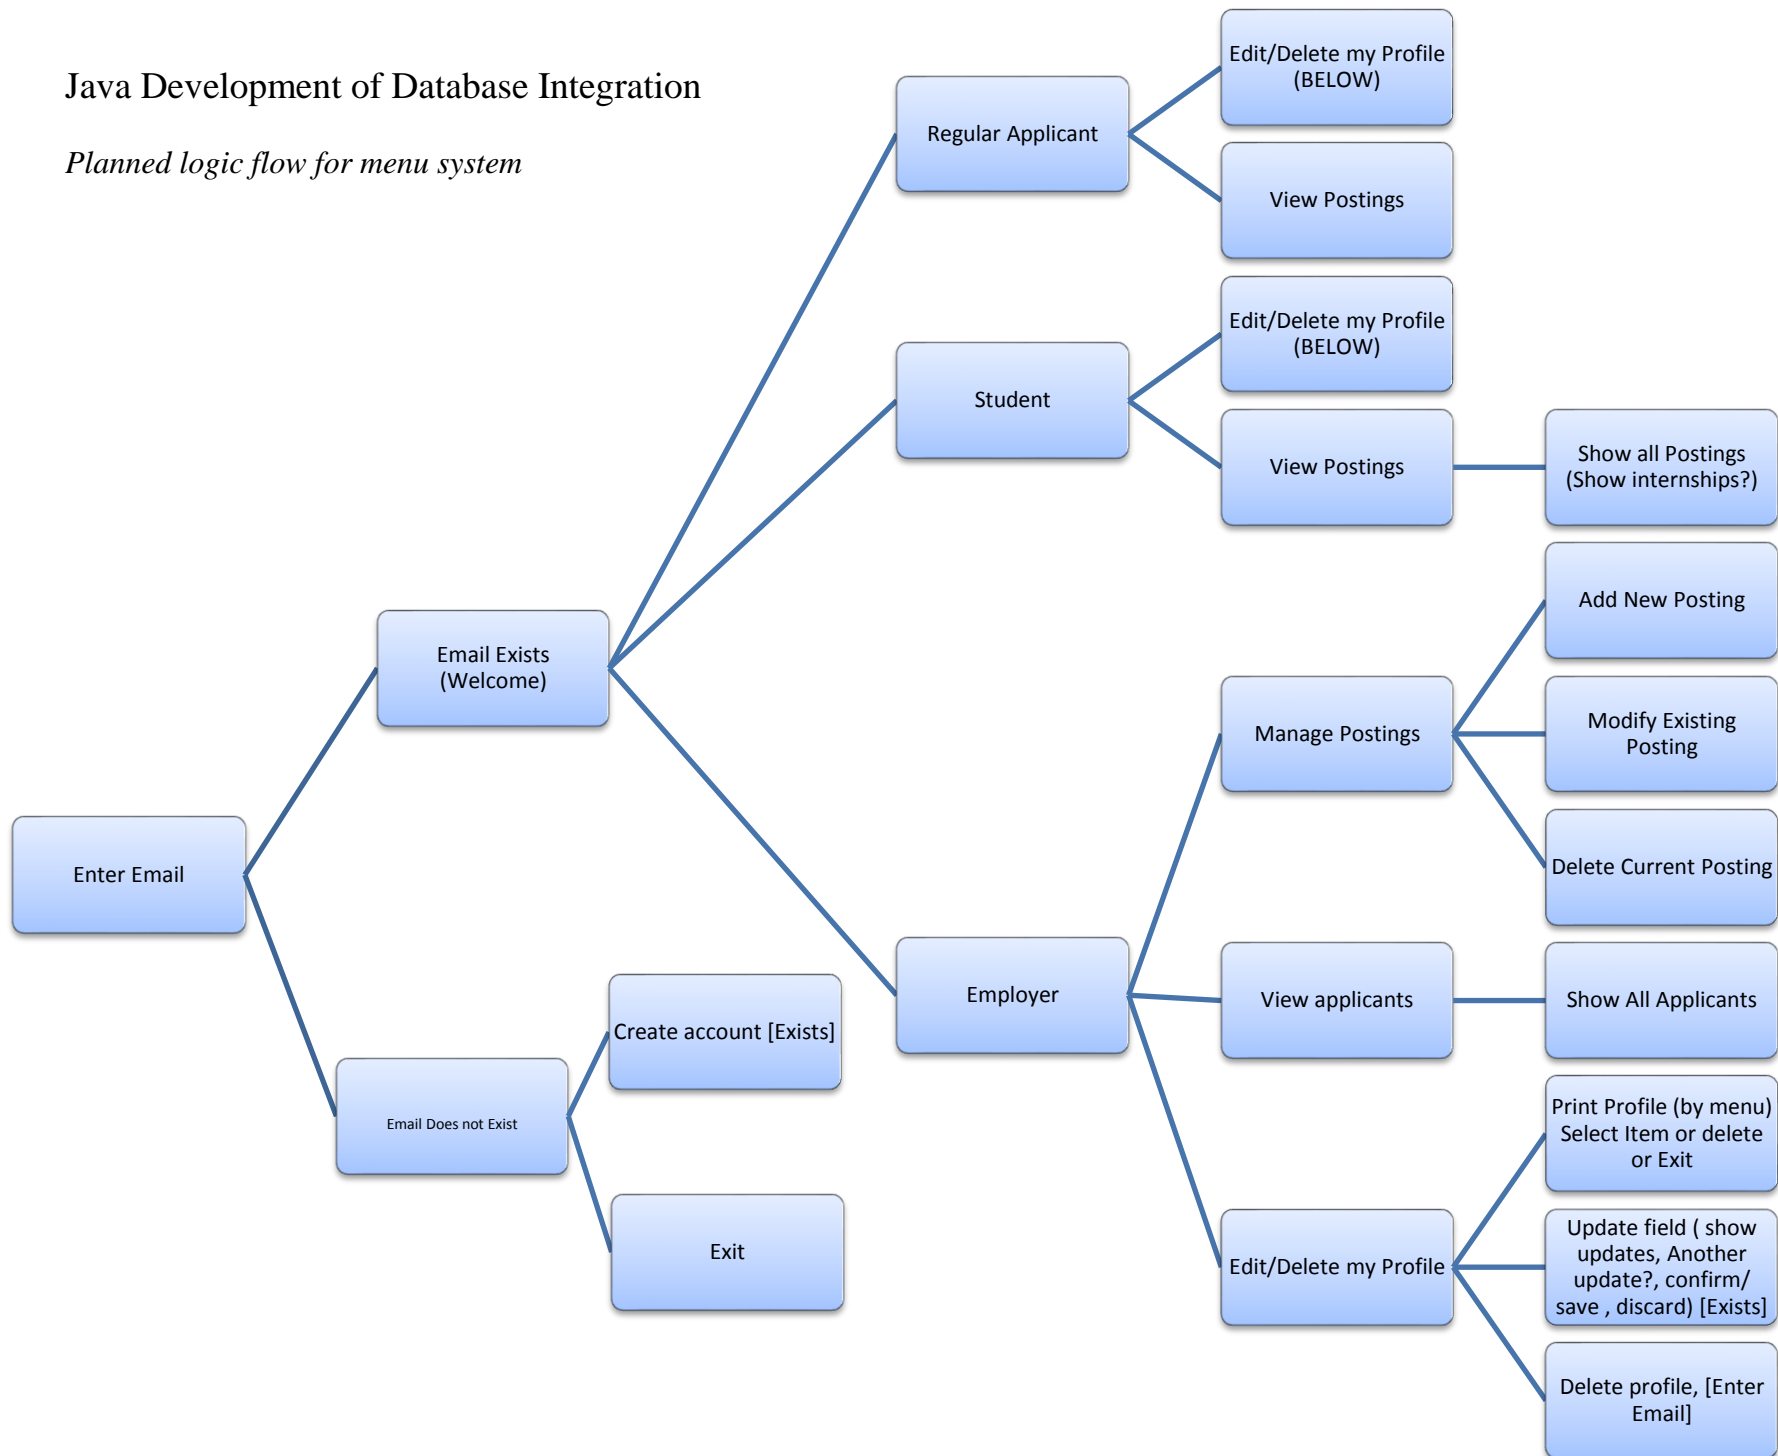 Java Development of Database Integration
Planned logic flow for menu system
Enter Email
Email Exists
(Welcome)
Email Does not Exist
Create account [Exists]
Exit
Regular Applicant
Edit/Delete my Profile
(BELOW)
View Postings
Student
Edit/Delete my Profile
(BELOW)
View Postings
Show all Postings
(Show internships?)
Employer
Manage Postings
Add New Posting
Modify Existing
Posting
Delete Current Posting
View applicants
Show All Applicants
Edit/Delete my Profile
Print Profile (by menu)
Select Item or delete
or Exit
Update field ( show
updates, Another
update?, confirm/
save , discard) [Exists]
Delete profile, [Enter
Email]